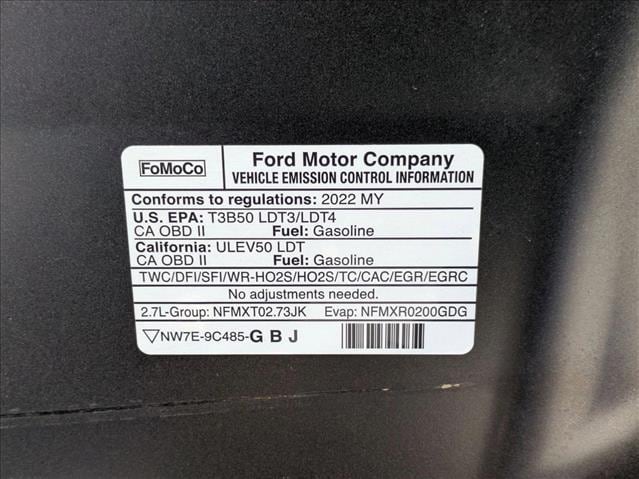 FoMoCo
Ford Motor Company
VEHICLE EMISSION CONTROL INFORMATION
Conforms to regulations: 2022 MY
U.S. EPA: T3B50 LDT3/LDT4
CA OBD II Fuel: Gasoline
California: ULEV50 LDT
CA OBD II Fuel: Gasoline
TWC/DFI/SFI/WR-HO2S/HO2S/TC/CAC/EGR/EGRC
No adjustments needed.
2.7L-Group: NFMXT02.73JK Evap: NFMXR0200GDG
NW7E-9C485-G B J